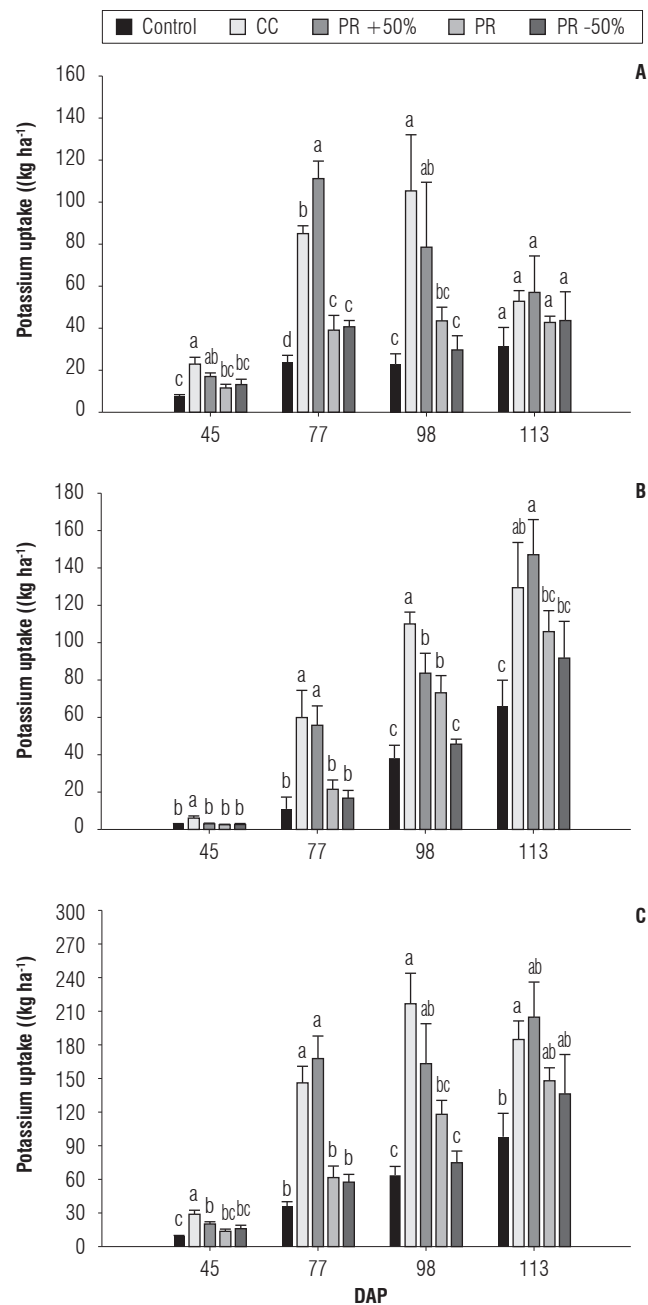 Control CC PR +50% PR PR -50%
A
Potassium uptake ((kg ha-1)
160
140
120
100
80
60
40
20
0
c a ab bc bc
d b a c c
c a ab bc c
a a a a a
45 77 98 113
B
Potassium uptake ((kg ha-1)
180
160
140
120
100
80
60
40
20
0
b a b b b
b a a b b
c a b b c
c ab a bc bc
45 77 98 113
C
Potassium uptake ((kg ha-1)
300
270
240
210
180
150
120
90
60
30
0
c a b bc bc
b a a b b
c a ab bc c
b a ab ab ab
45 77 98 113
DAP